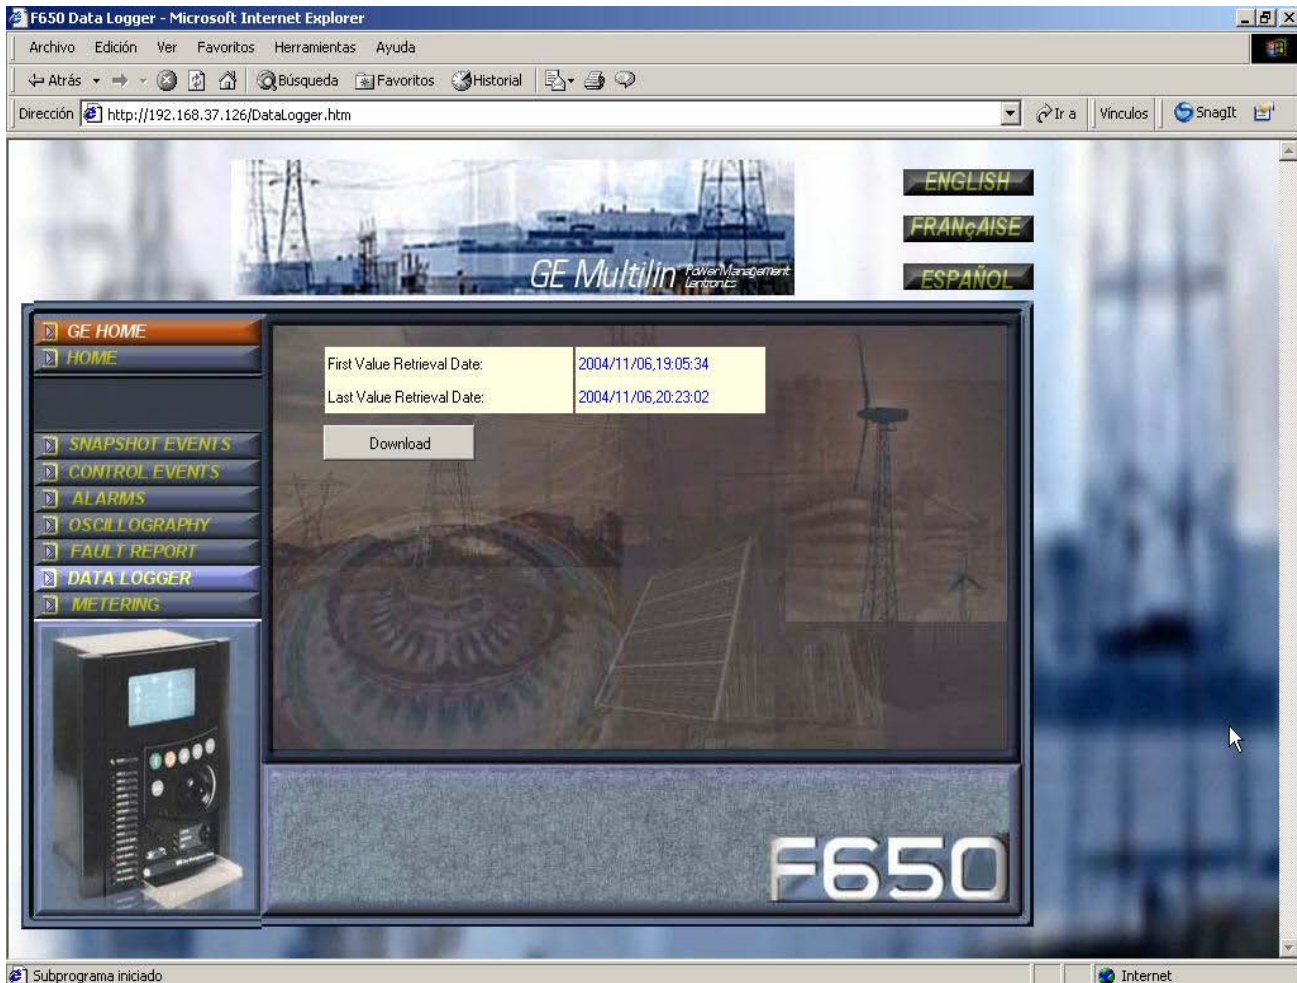 F650 Data Logger - Microsoft Internet Explorer
Archivo Edición Ver Favoritos Herramientas Ayuda
Atrás Búsqueda Favoritos Historial
Dirección http://192.168.37.126/DataLogger.htm Ir a Vínculos SnagIt
ENGLISH
FRANÇAISE
ESPAÑOL
GE Multilin PowerManagement
Lentronics
GE HOME
HOME
SNAPSHOT EVENTS
CONTROL EVENTS
ALARMS
OSCILLOGRAPHY
FAULT REPORT
DATA LOGGER
METERING
First Value Retrieval Date: 2004/11/06,19:05:34
Last Value Retrieval Date: 2004/11/06,20:23:02
Download
F650
Subprograma iniciado Internet